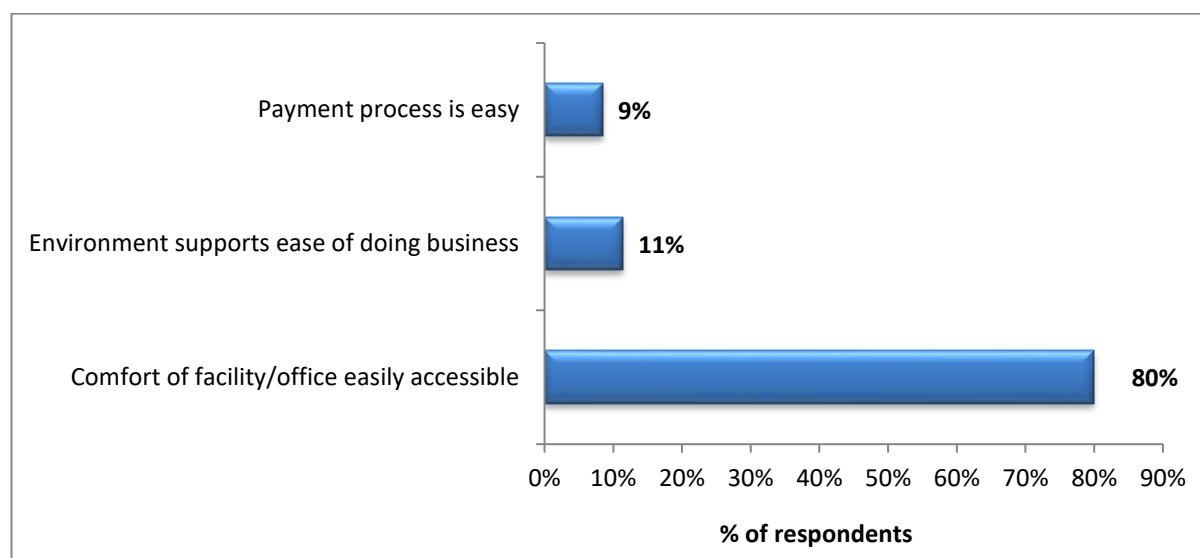 Payment process is easy
9%
Environment supports ease of doing business
11%
Comfort of facility/office easily accessible
80%
0% 10% 20% 30% 40% 50% 60% 70% 80% 90%
% of respondents